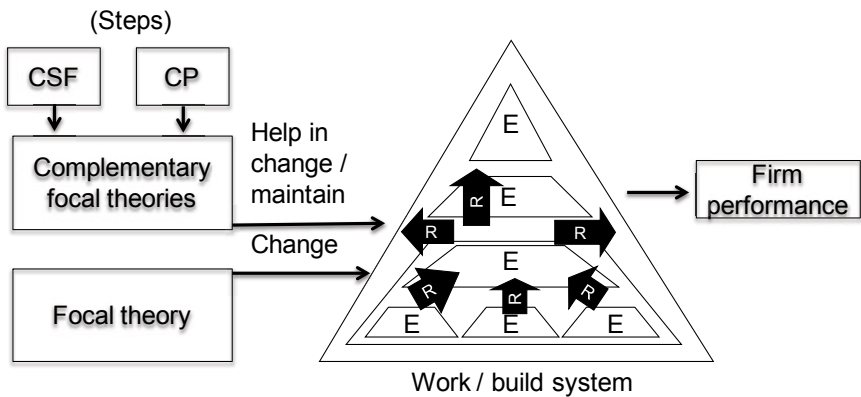 (Steps)
CSF
CP
Complementary
focal theories
Help in
change /
maintain
Change
Focal theory
E
R
E
R
R
E
R
R
R
E
E
E
Work / build system
Firm
performance